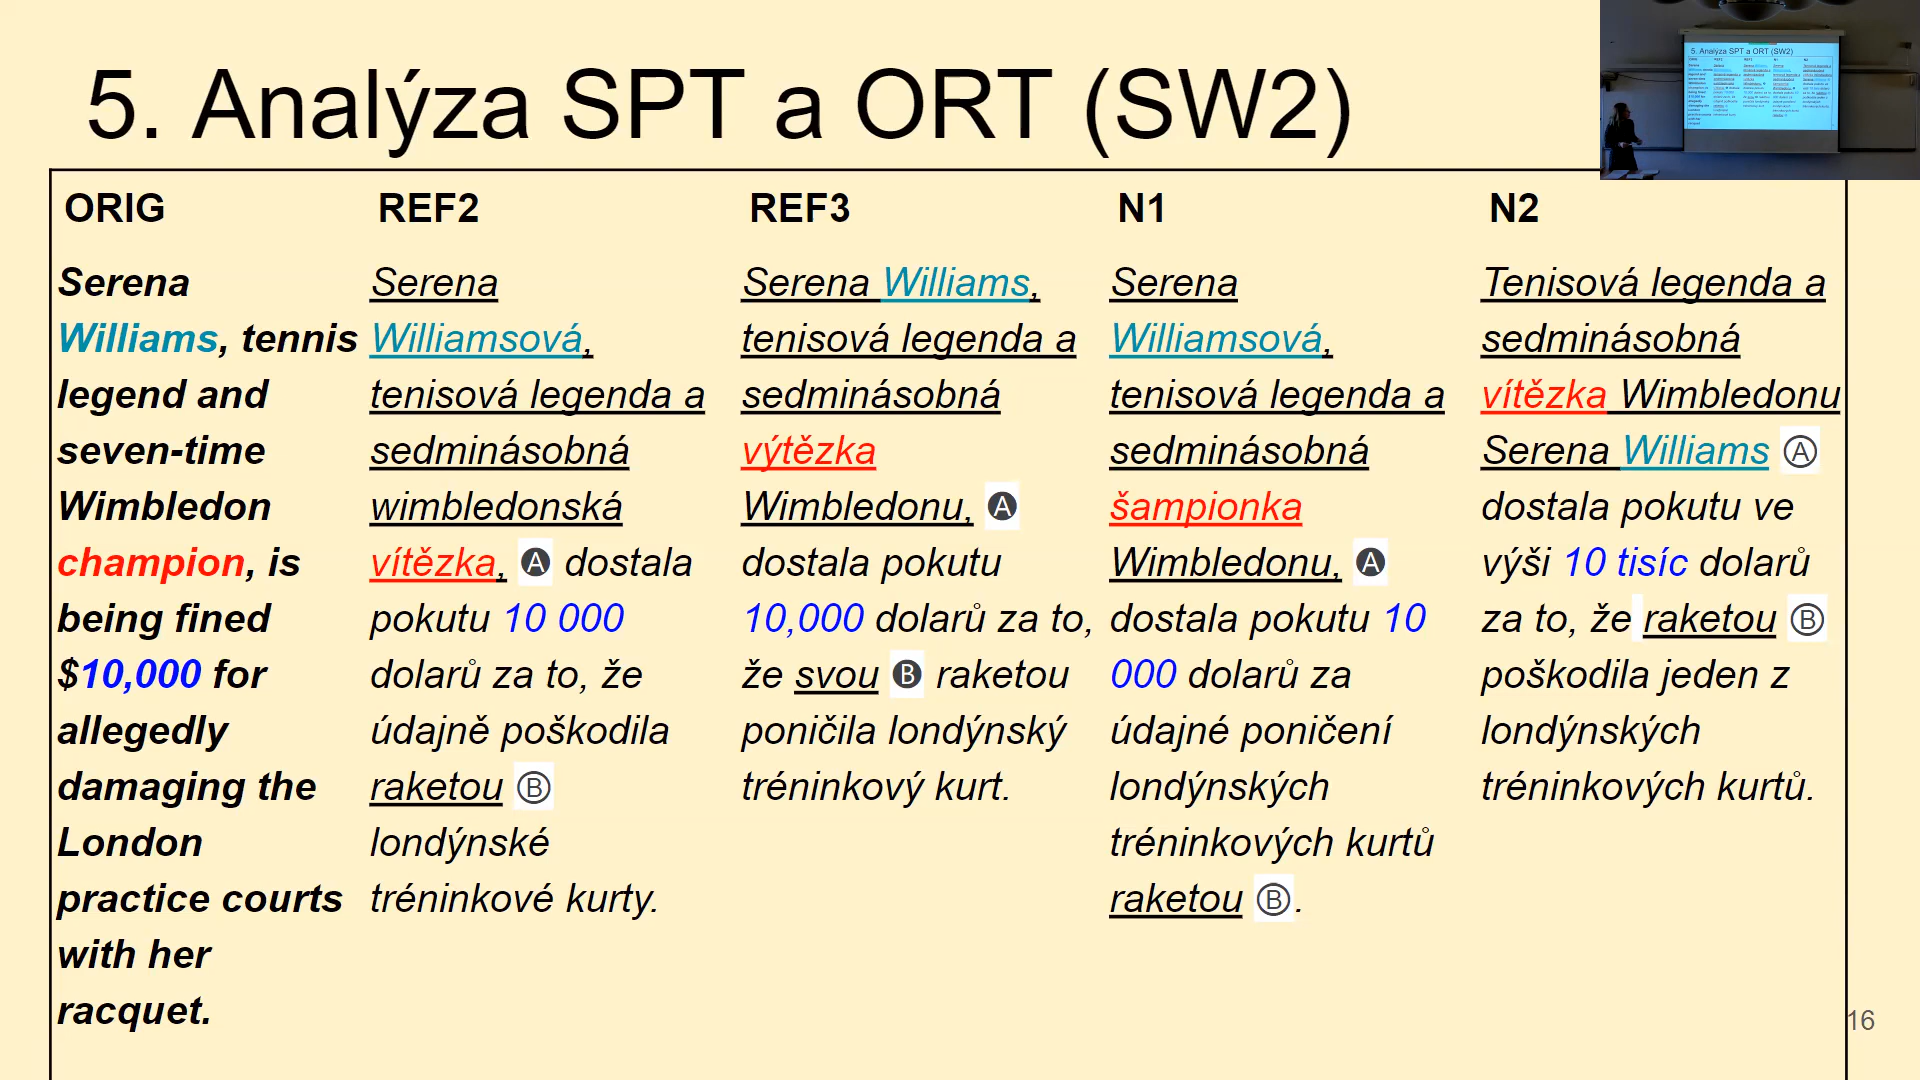 5. Analýza SPT a ORT (SW2)
ORIG
Serena
Williams, tennis
legend and
seven-time
Wimbledon
champion, is
being fined
$10,000 for
allegedly
damaging the
London
practice courts
with her
racquet.
REF2
Serena
Williamsová,
tenisová legenda a
sedminásobná
wimbledonská
vítězka, A dostala
pokutu 10 000
dolarů za to, že
údajně poškodila
raketou B
londýnské
tréninkové kurty.
REF3
Serena Williams,
tenisová legenda a
sedminásobná
výtězka
Wimbledonu, A
dostala pokutu
10,000 dolarů za to,
že svou B raketou
poničila londýnský
tréninkový kurt.
N1
Serena
Williamsová,
tenisová legenda a
sedminásobná
šampionka
Wimbledonu, A
dostala pokutu 10
000 dolarů za
údajné poničení
londýnských
tréninkových kurtů
raketou B.
N2
Tenisová legenda a
sedminásobná
vítězka Wimbledonu
Serena Williams A
dostala pokutu ve
výši 10 tisíc dolarů
za to, že raketou B
poškodila jeden z
londýnských
tréninkových kurtů.
16
5. Analýza SPT a ORT (SW2)